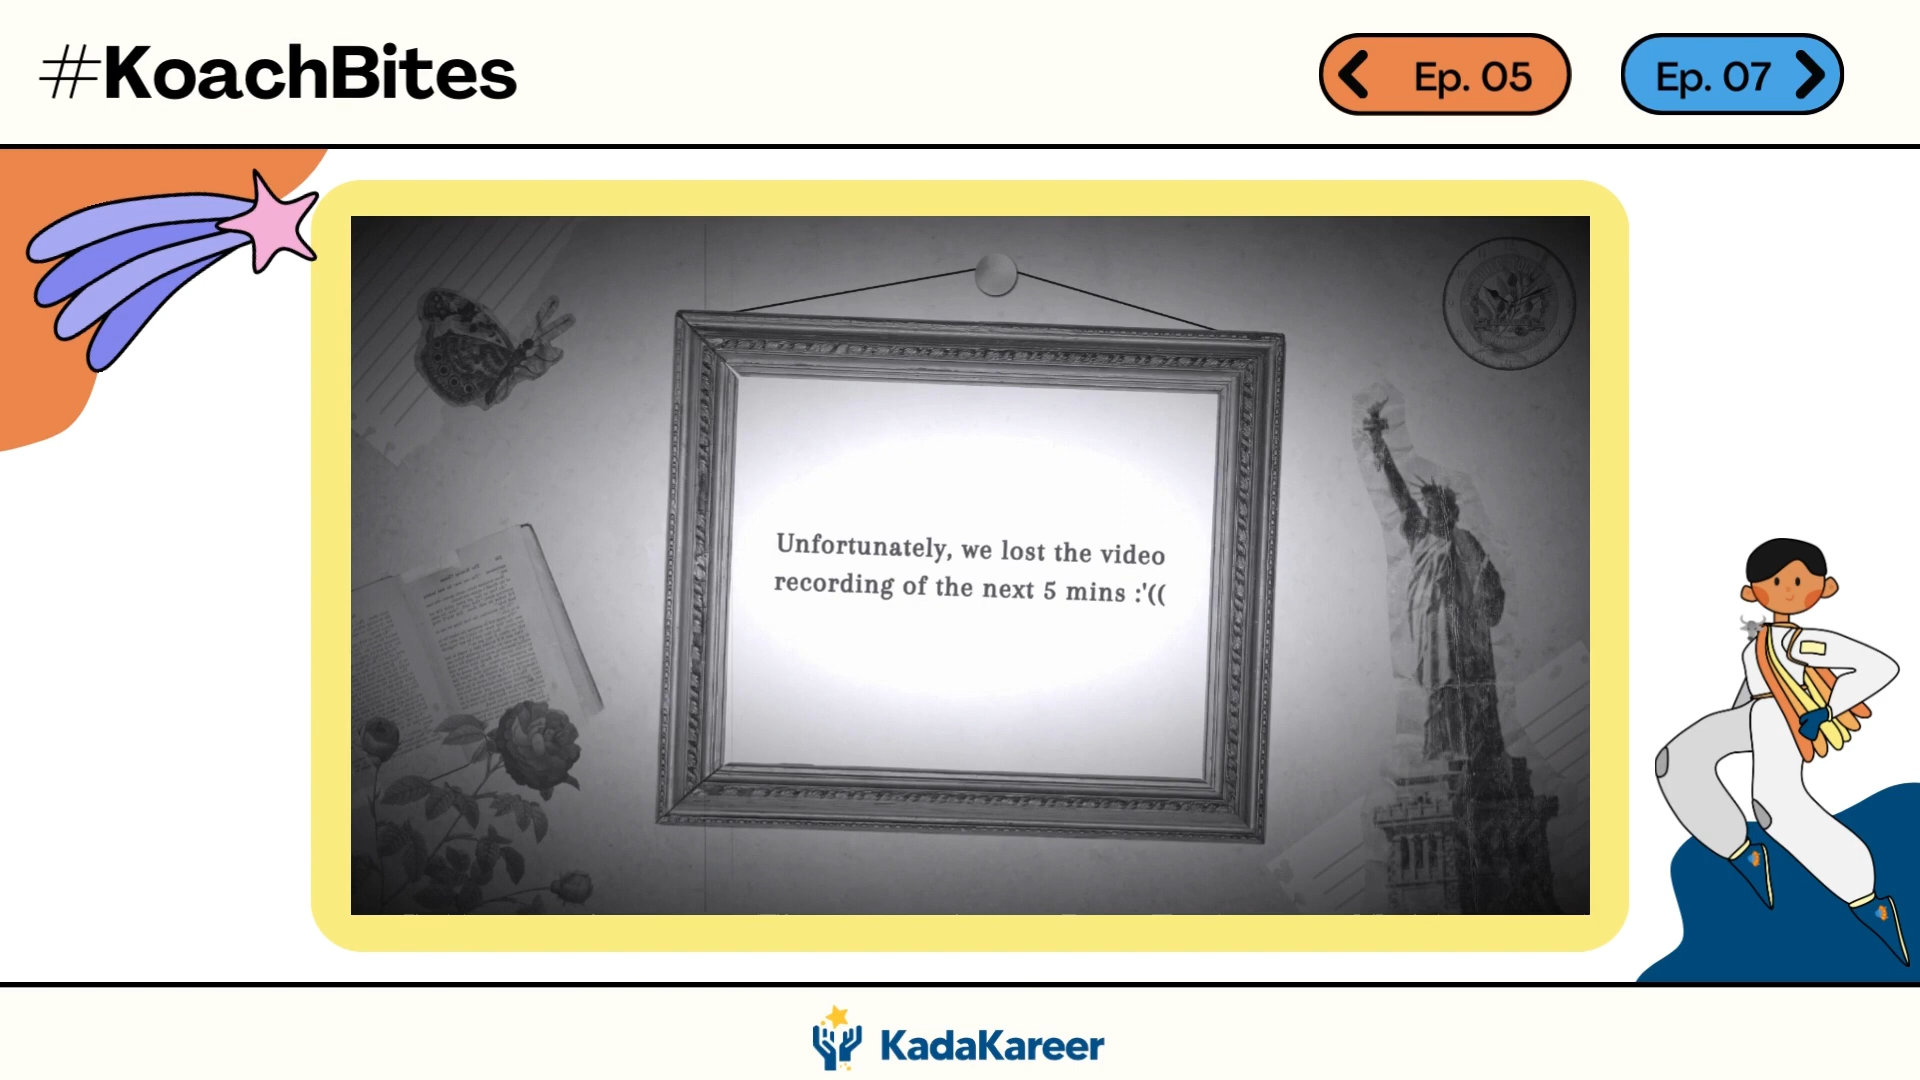 #KoachBites
Ep. 05
Ep. 07
Unfortunately, we lost the video
recording of the next 5 mins :'((
KadaKareer